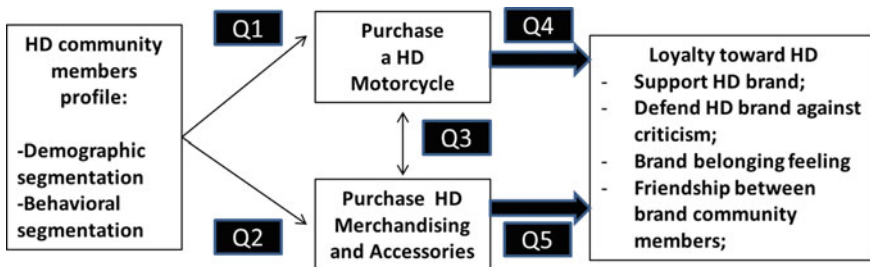 HD community
members
profile:
-Demographic
segmentation
-Behavioral
segmentation
Q1
Q2
Purchase
a HD
Motorcycle
Q3
Purchase HD
Merchandising
and Accessories
Q4
Q5
Loyalty toward HD
- Support HD brand;
- Defend HD brand against
criticism;
- Brand belonging feeling
- Friendship between
brand community
members;